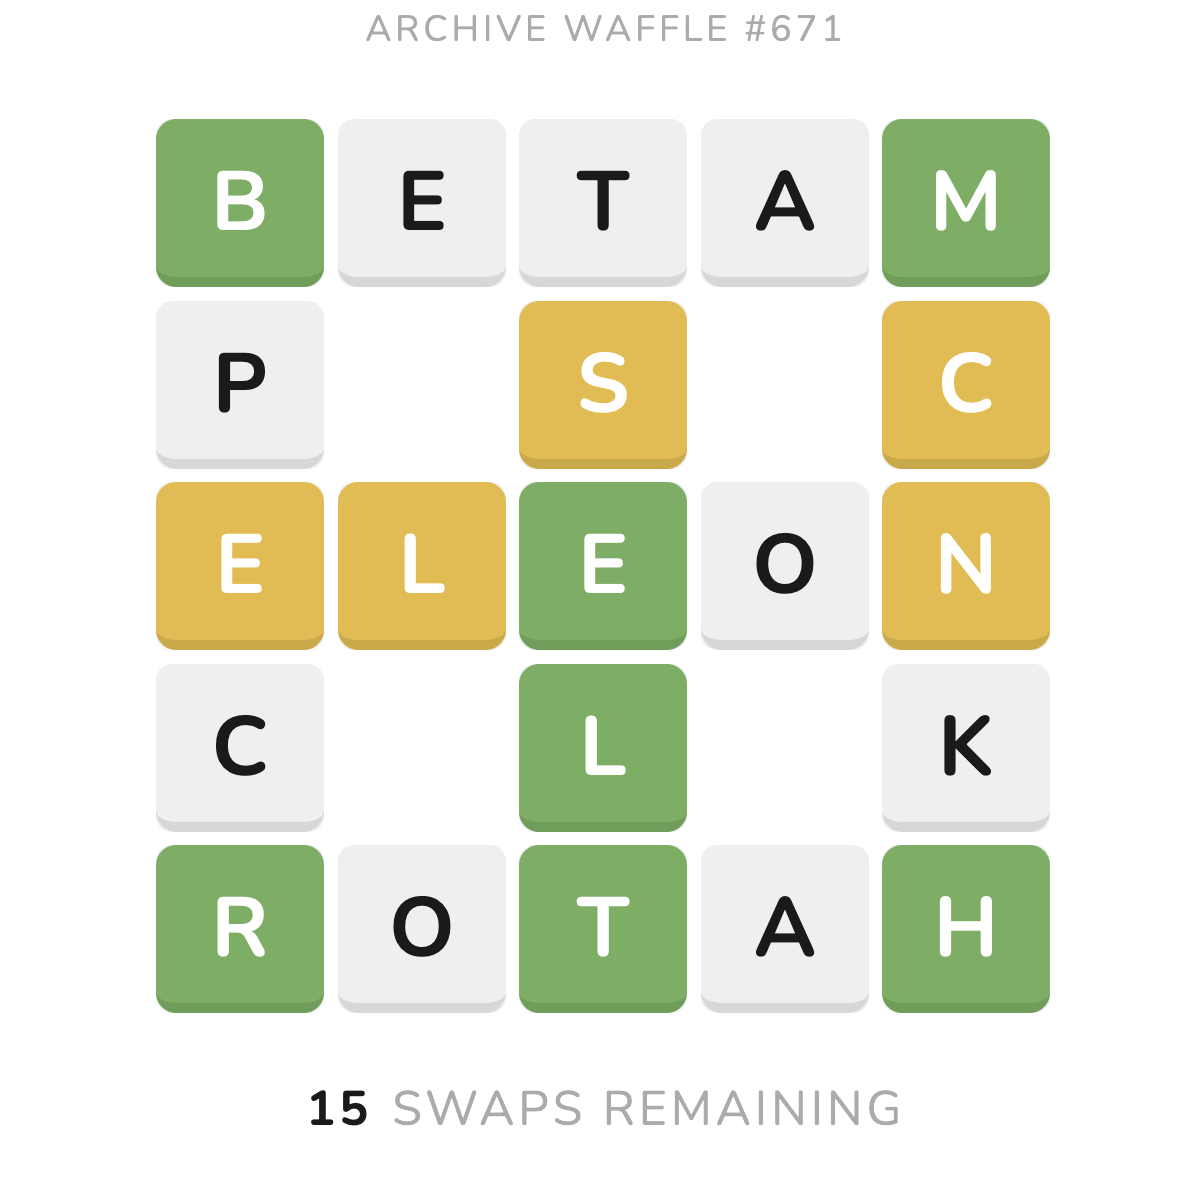 ARCHIVE WAFFLE #671
B E T A M
P S C
E L E O N
C L K
R O T A H
15 SWAPS REMAINING